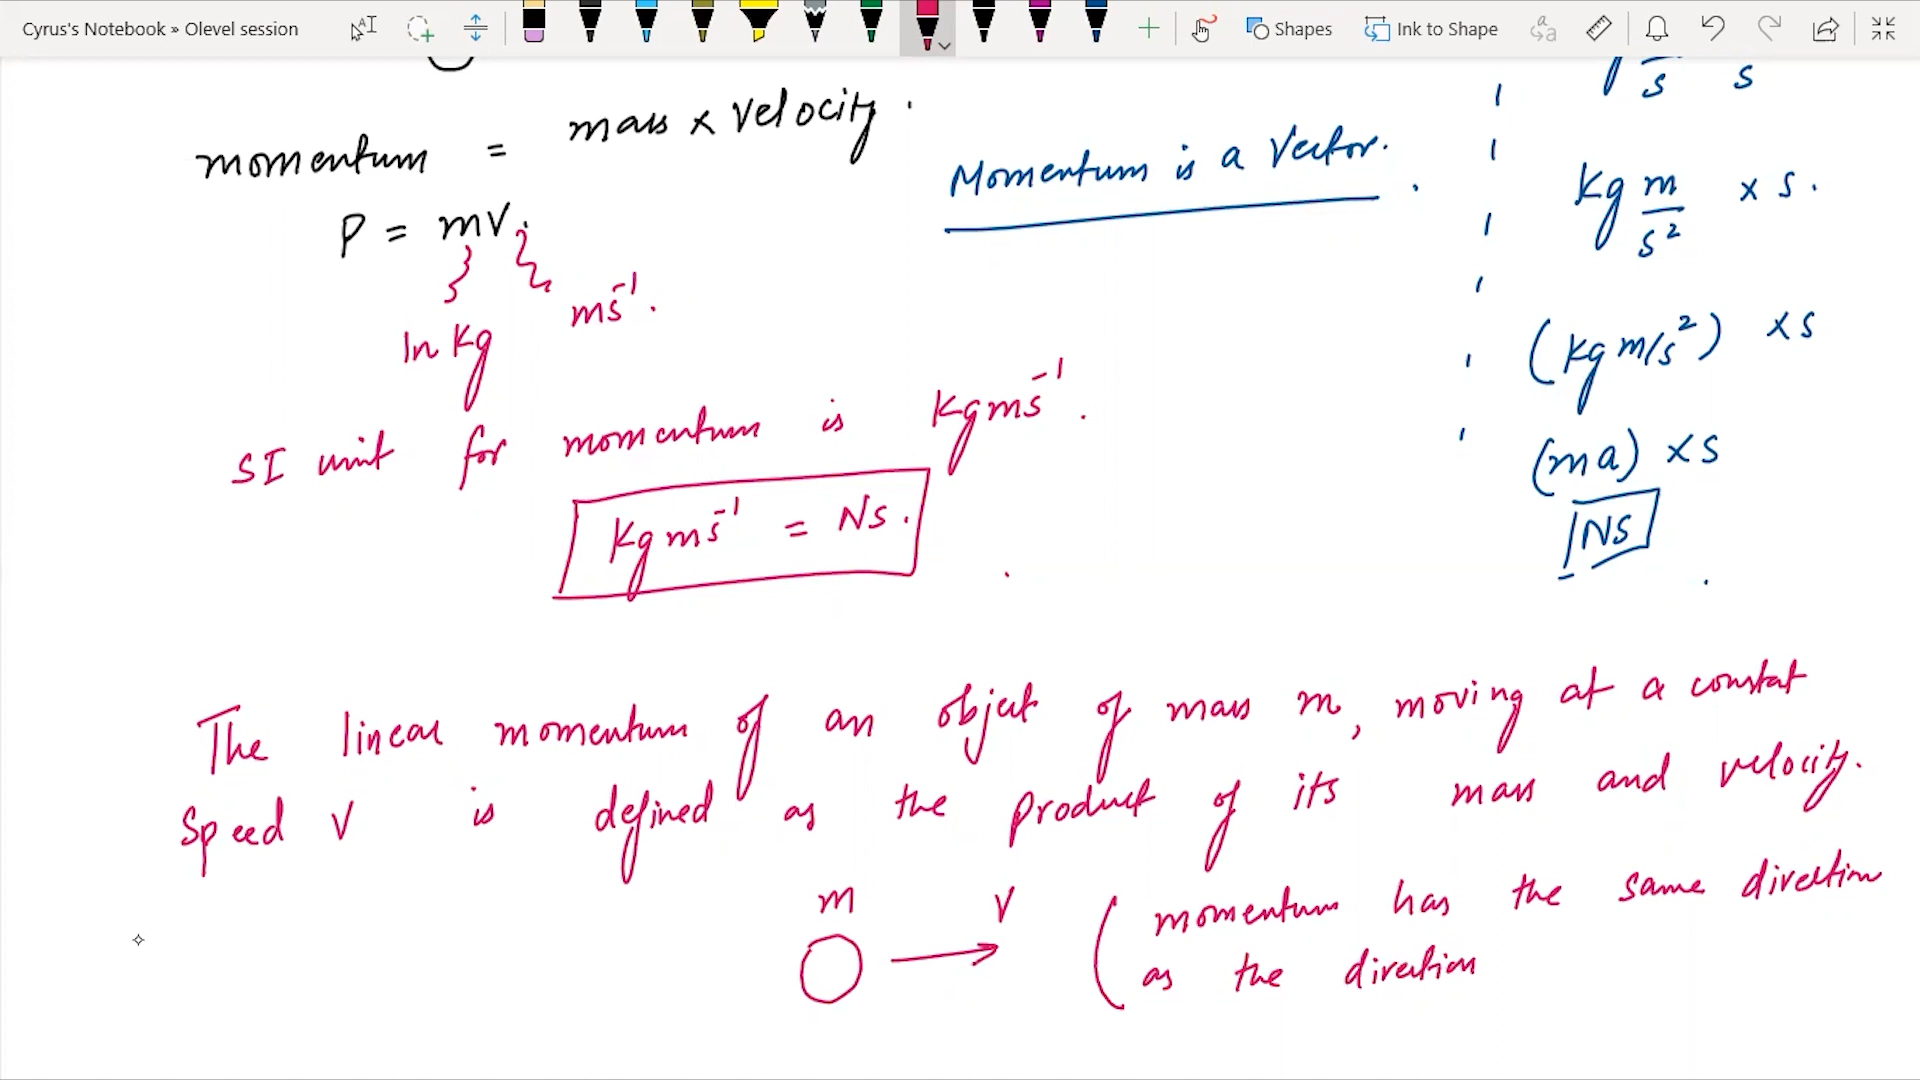 Cyrus's Notebook » Olevel session
Shapes
Ink to Shape
momentum = mass x velocity.
P = mv.
In Kg
ms⁻¹.
SI unit for momentum is Kgms⁻¹.
Kgms⁻¹ = Ns.
Momentum is a Vector.
s s
Kg m/s² x s.
(Kg m/s²) x s
(ma) x s
Ns
The linear momentum of an object of mass m, moving at a constat
speed v is defined as the product of its mass and velocity.
m
v
(momentum has the same direction
as the direction